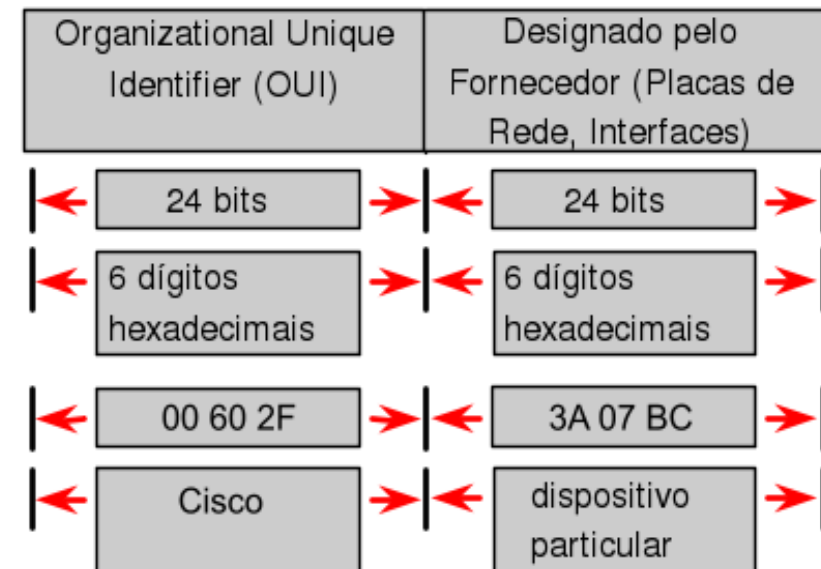 Organizational Unique
Identifier (OUI)
Designado pelo
Fornecedor (Placas de
Rede, Interfaces)
24 bits
24 bits
6 dígitos
hexadecimais
6 dígitos
hexadecimais
00 60 2F
3A 07 BC
Cisco
dispositivo
particular